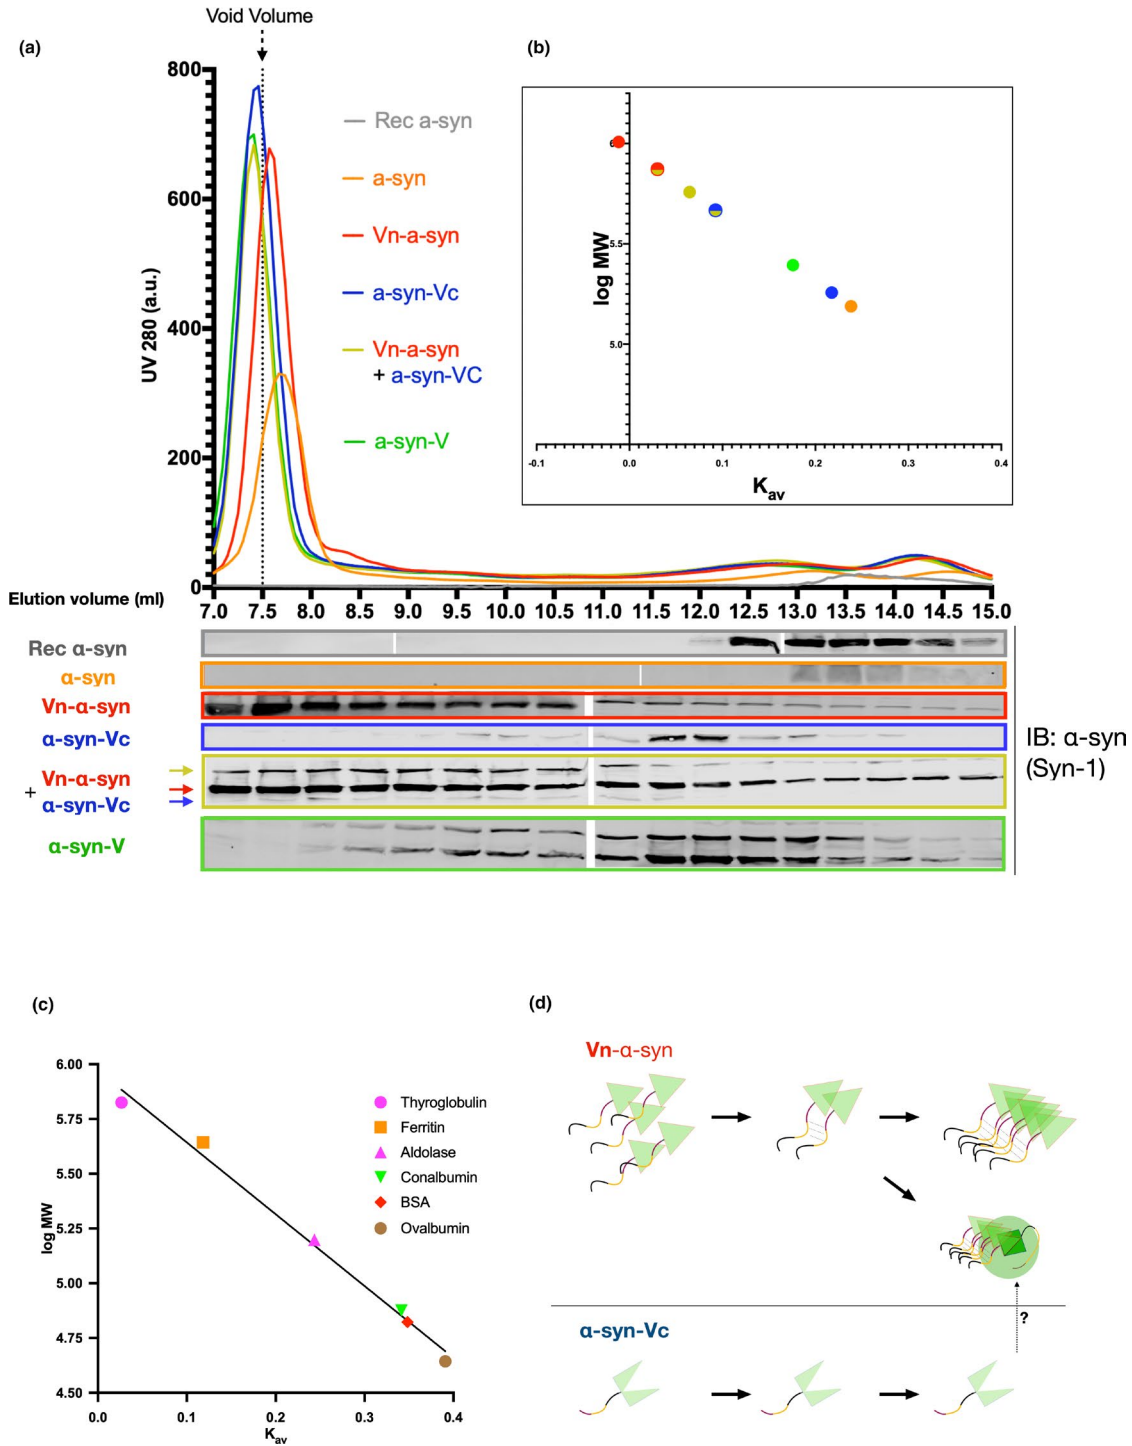 Void Volume
(a)
(b)
800
600
400
200
0
UV 280 (a.u.)
Rec a-syn
a-syn
Vn-a-syn
a-syn-Vc
Vn-a-syn
+ a-syn-VC
a-syn-V
6
5.5
5.0
log MW
-0.1 0.0 0.1 0.2 0.3 0.4
Kav
Elution volume (ml)
7.0 7.5 8.0 8.5 9.0 9.5 10.0 10.5 11.0 11.5 12.0 12.5 13.0 13.5 14.0 14.5 15.0
Rec α-syn
α-syn
Vn-α-syn
α-syn-Vc
Vn-α-syn
+
α-syn-Vc
α-syn-V
IB: α-syn
(Syn-1)
(c)
6.00
5.75
5.50
5.25
5.00
4.75
4.50
log MW
0.0 0.1 0.2 0.3 0.4
Kav
Thyroglobulin
Ferritin
Aldolase
Conalbumin
BSA
Ovalbumin
(d)
Vn-α-syn
?
α-syn-Vc